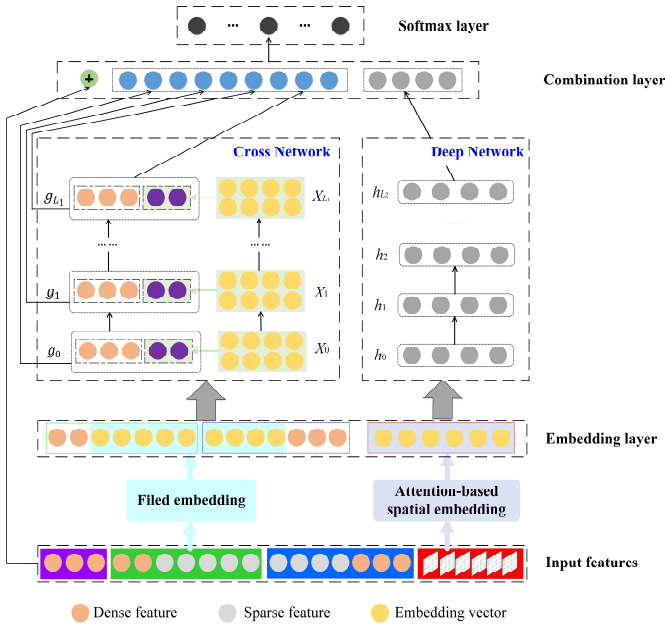 Softmax layer
Combination layer
Cross Network
Deep Network
g_{L_1}
X_{L_1}
h_{L2}
... ...
h_2
g_1
X_1
h_1
g_0
X_0
h_0
Embedding layer
Filed embedding
Attention-based
spatial embedding
Input features
Dense feature
Sparse feature
Embedding vector